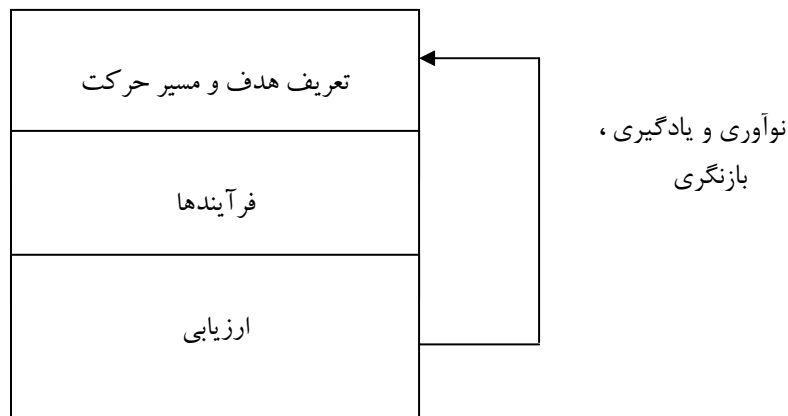 تعریف هدف و مسیر حرکت
فرآیندها
ارزیابی
نوآوری و یادگیری ،
بازنگری